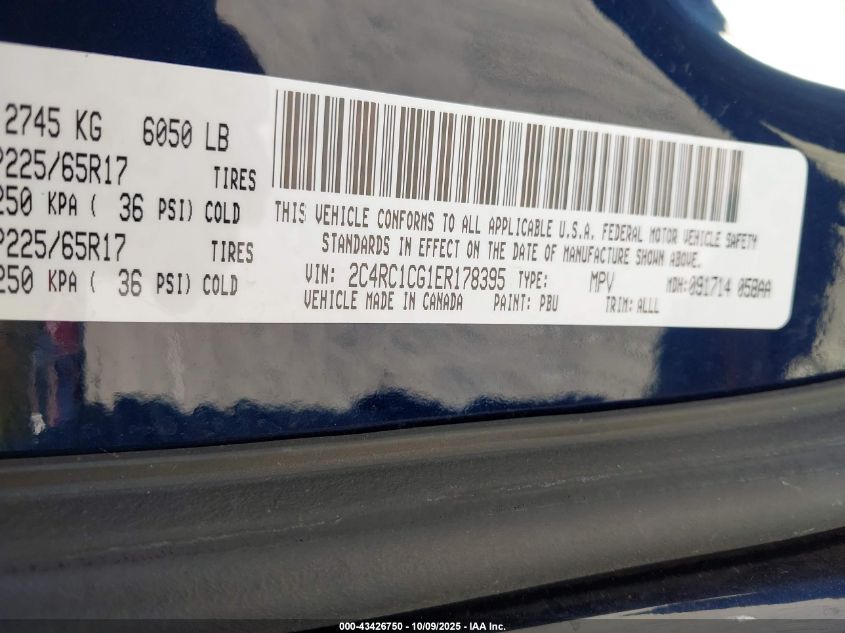 2745 KG 6050 LB
P225/65R17 TIRES
250 KPA ( 36 PSI) COLD
P225/65R17 TIRES
250 KPA ( 36 PSI) COLD
THIS VEHICLE CONFORMS TO ALL APPLICABLE U.S.A. FEDERAL MOTOR VEHICLE SAFETY
STANDARDS IN EFFECT ON THE DATE OF MANUFACTURE SHOWN ABOVE.
VIN: 2C4RC1CG1ER178395 TYPE: MPV MDH: 091714 058AA
VEHICLE MADE IN CANADA PAINT: PBU TRIM: ALLL
000-43426750 - 10/09/2025 - IAA Inc.